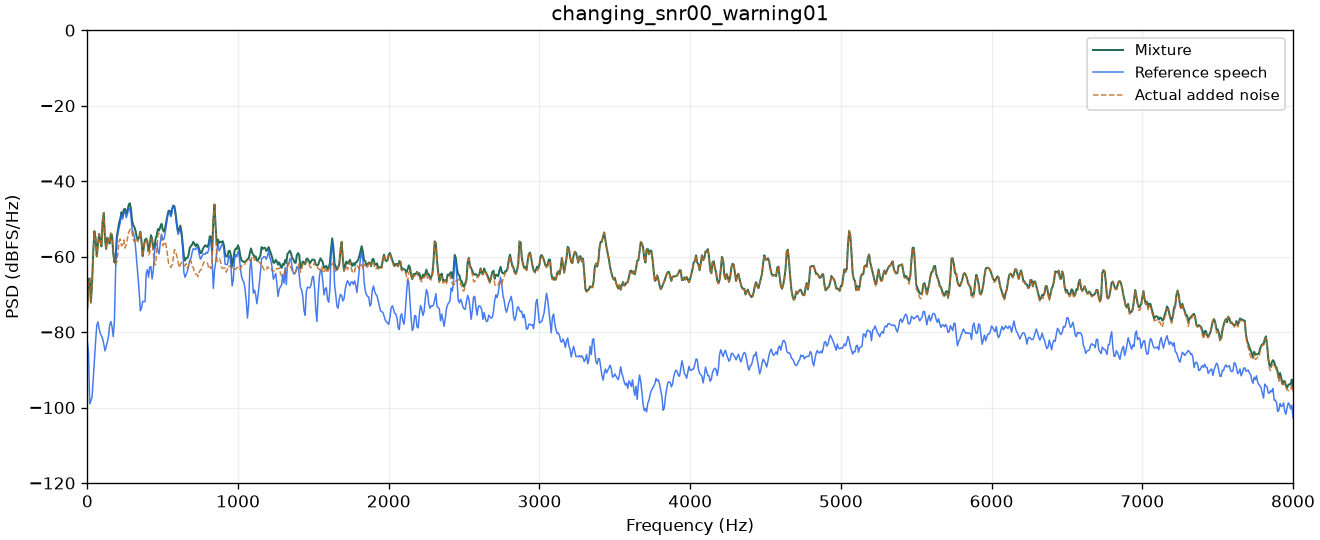 changing_snr00_warning01
Mixture
Reference speech
Actual added noise
PSD (dBFS/Hz)
0
−20
−40
−60
−80
−100
−120
0 1000 2000 3000 4000 5000 6000 7000 8000
Frequency (Hz)